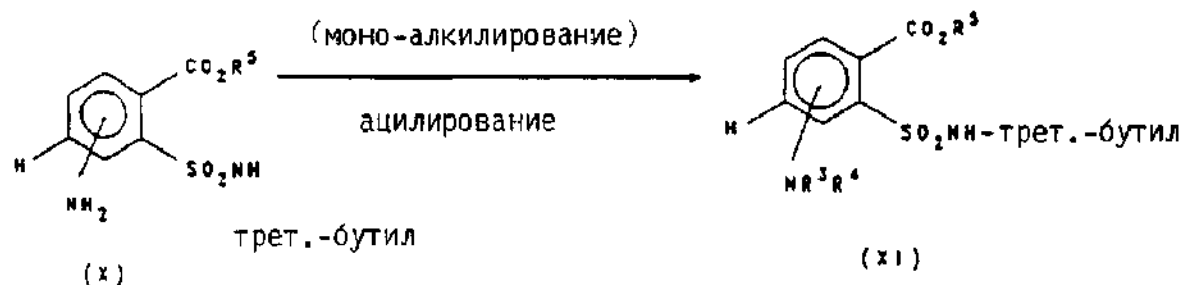 (моно-алкилирование)
ацилирование
CO₂R⁵
H
NH₂
SO₂NH
трет.-бутил
(X)
CO₂R⁵
H
SO₂NH-трет.-бутил
NR³R⁴
(XI)